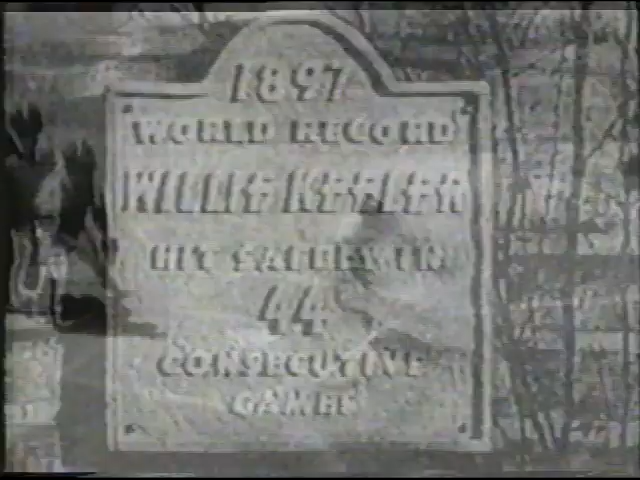 1897
WORLD RECORD
WILLIE KEELER
HIT SAFELY IN
44
CONSECUTIVE
GAMES